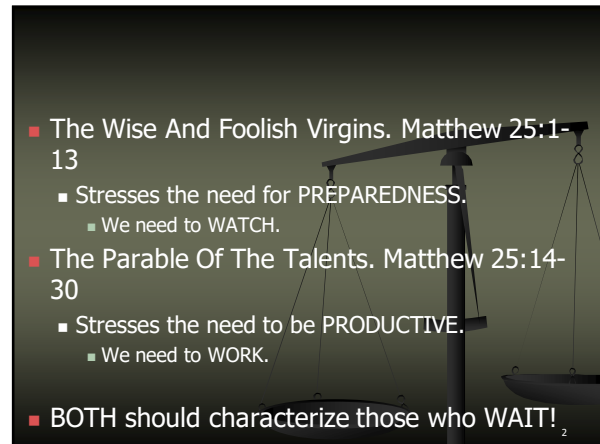 The Wise And Foolish Virgins. Matthew 25:1-
13
Stresses the need for PREPAREDNESS.
We need to WATCH.
The Parable Of The Talents. Matthew 25:14-
30
Stresses the need to be PRODUCTIVE.
We need to WORK.
BOTH should characterize those who WAIT!
2